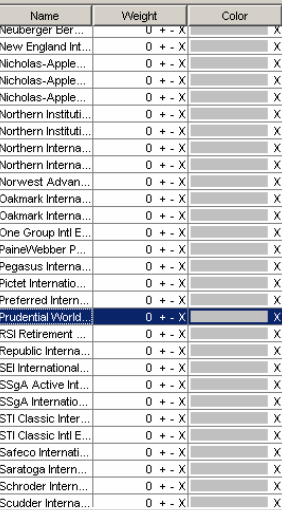 Name Weight Color
Neuberger Ber... 0 + - X X
New England Int... 0 + - X X
Nicholas-Apple... 0 + - X X
Nicholas-Apple... 0 + - X X
Nicholas-Apple... 0 + - X X
Northern Instituti... 0 + - X X
Northern Instituti... 0 + - X X
Northern Interna... 0 + - X X
Northern Interna... 0 + - X X
Norwest Advan... 0 + - X X
Oakmark Interna... 0 + - X X
Oakmark Interna... 0 + - X X
One Group Intl E... 0 + - X X
PaineWebber P... 0 + - X X
Pegasus Interna... 0 + - X X
Pictet Internatio... 0 + - X X
Preferred Intern... 0 + - X X
Prudential World... 0 + - X X
RSI Retirement ... 0 + - X X
Republic Interna... 0 + - X X
SEI International... 0 + - X X
SSgA Active Int... 0 + - X X
SSgA Internatio... 0 + - X X
STI Classic Inter... 0 + - X X
STI Classic Intl E... 0 + - X X
Safeco Internati... 0 + - X X
Saratoga Intern... 0 + - X X
Schroder Intern... 0 + - X X
Scudder Interna... 0 + - X X